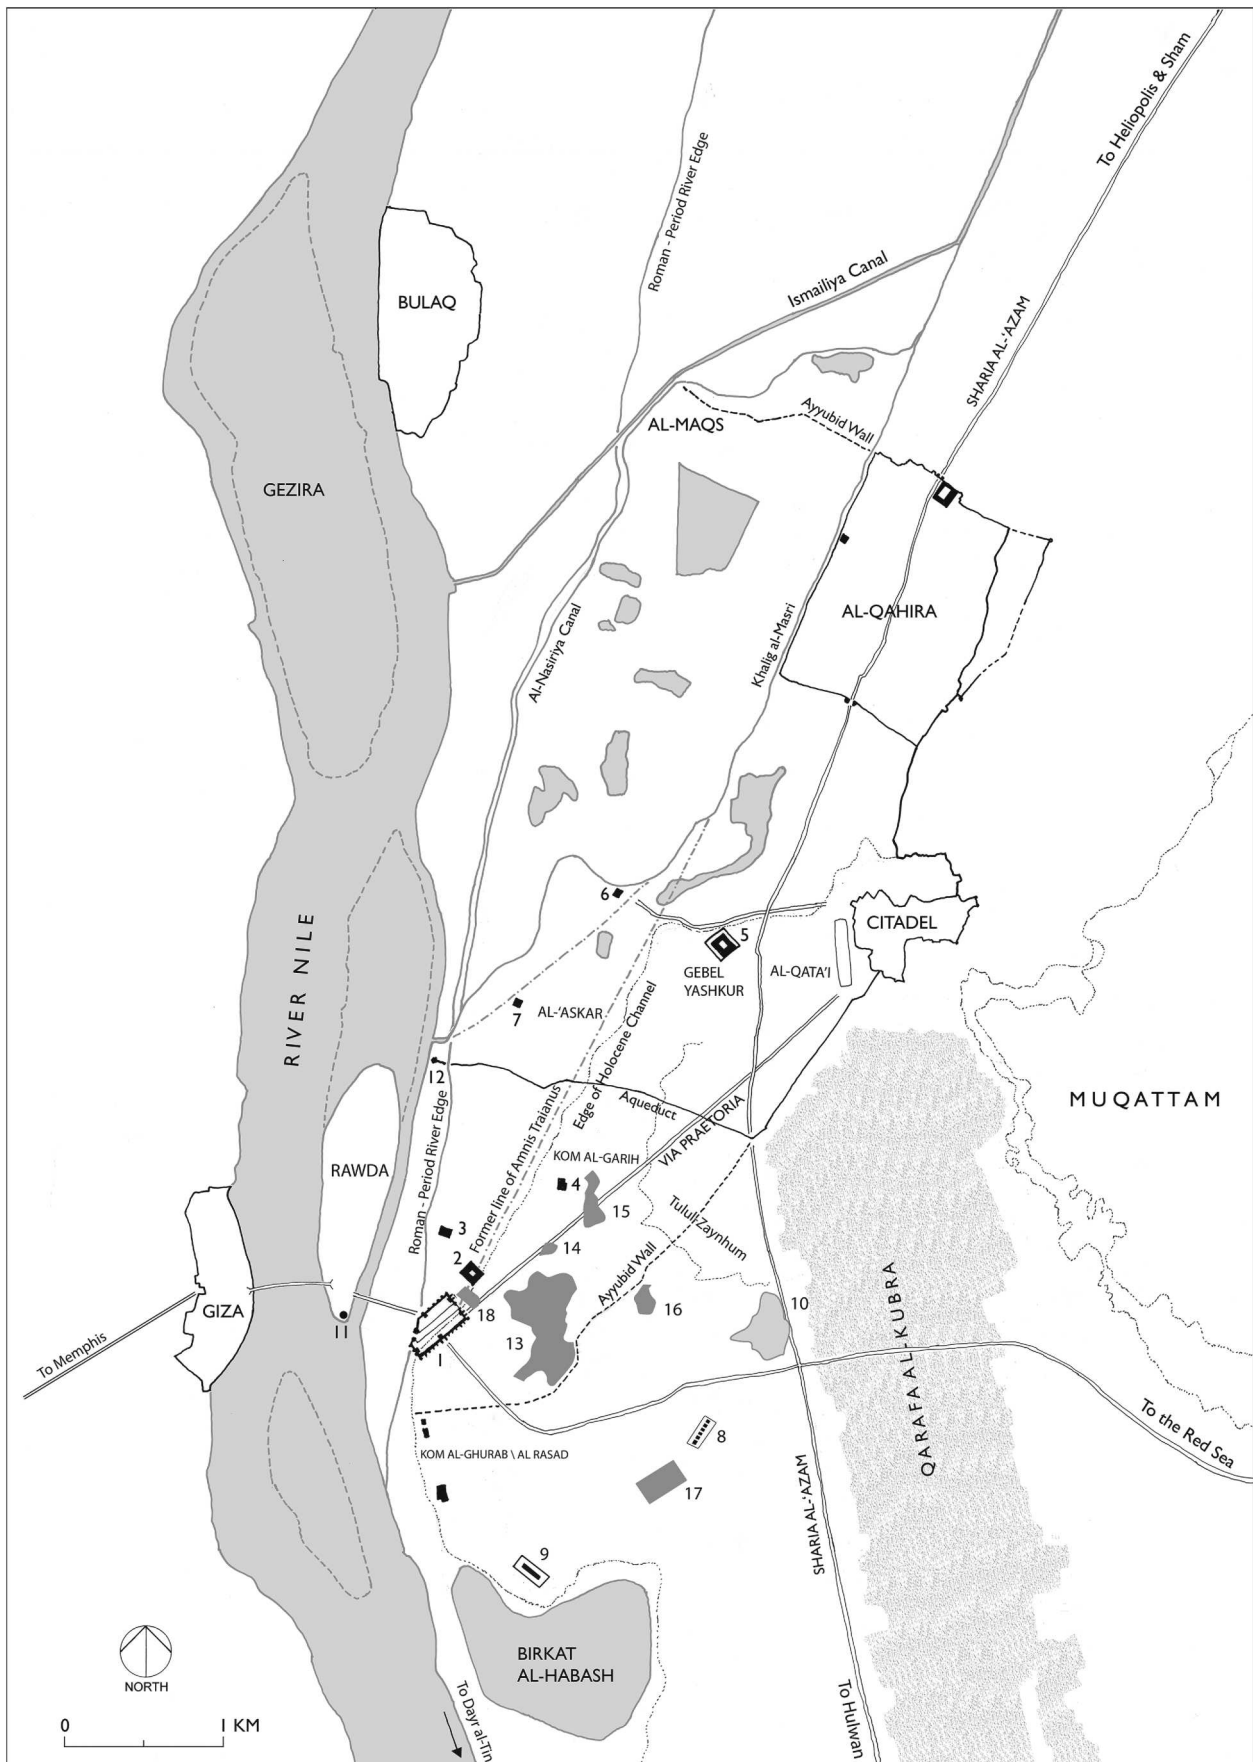 To Heliopolis & Sham
Roman - Period River Edge
Ismailiya Canal
BULAQ
SHARIA AL-'AZAM
Ayyubid Wall
AL-MAQS
GEZIRA
AL-QAHIRA
Khalig al-Masri
Al-Nasiriya Canal
6
CITADEL
RIVER NILE
5
GEBEL
YASHKUR
AL-QATA'I
7
AL-'ASKAR
Edge of Holocene Channel
12
Aqueduct
MUQATTAM
VIA PRAETORIA
Former line of Amnis Traianus
Roman - Period River Edge
KOM AL-GARIH
RAWDA
4
15
Tulul Zaynhum
3
14
2
Ayyubid Wall
16
10
GIZA
11
18
13
1
To Memphis
QARAFA AL-KUBRA
To the Red Sea
8
KOM AL-GHURAB \ AL RASAD
17
SHARIA AL-'AZAM
9
BIRKAT
AL-HABASH
NORTH
To Dayr al-Tin
To Hulwan
0
1 KM